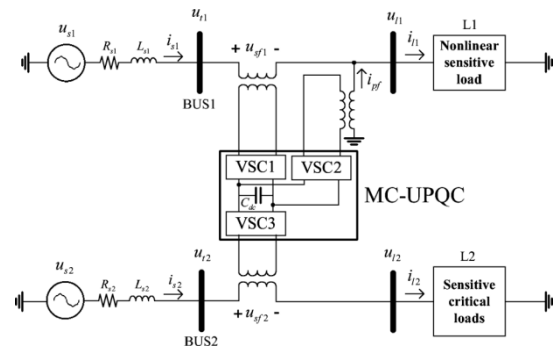 u_s1
R_s1
L_s1
i_s1
u_t1
BUS1
+ u_sf1 -
i_pf
u_l1
i_l1
L1
Nonlinear
sensitive
load
VSC1
VSC2
C_dc
VSC3
MC-UPQC
u_s2
R_s2
L_s2
i_s2
u_t2
BUS2
+ u_sf2 -
u_l2
i_l2
L2
Sensitive
critical
loads